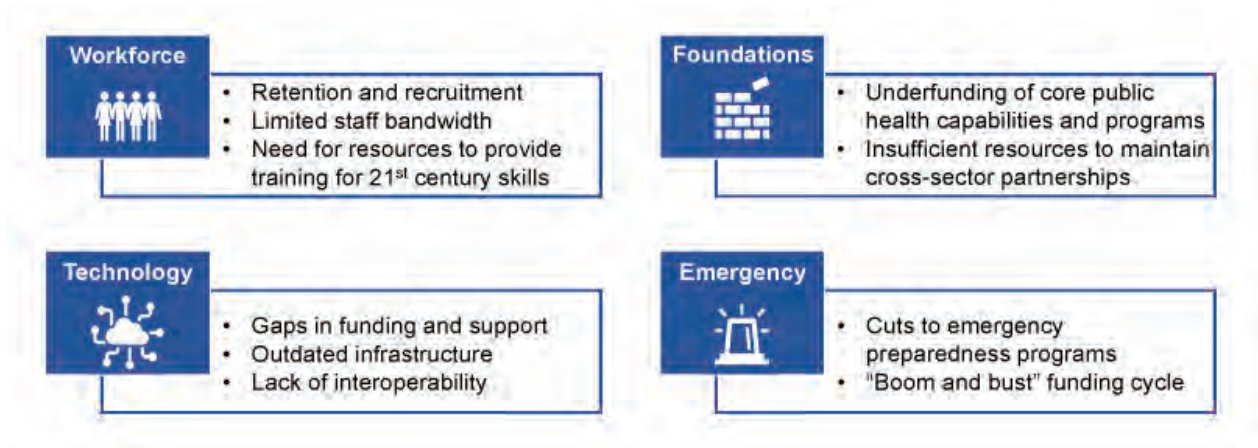 Workforce
• Retention and recruitment
• Limited staff bandwidth
• Need for resources to provide
training for 21st century skills
Foundations
• Underfunding of core public
health capabilities and programs
• Insufficient resources to maintain
cross-sector partnerships
Technology
• Gaps in funding and support
• Outdated infrastructure
• Lack of interoperability
Emergency
• Cuts to emergency
preparedness programs
• “Boom and bust” funding cycle